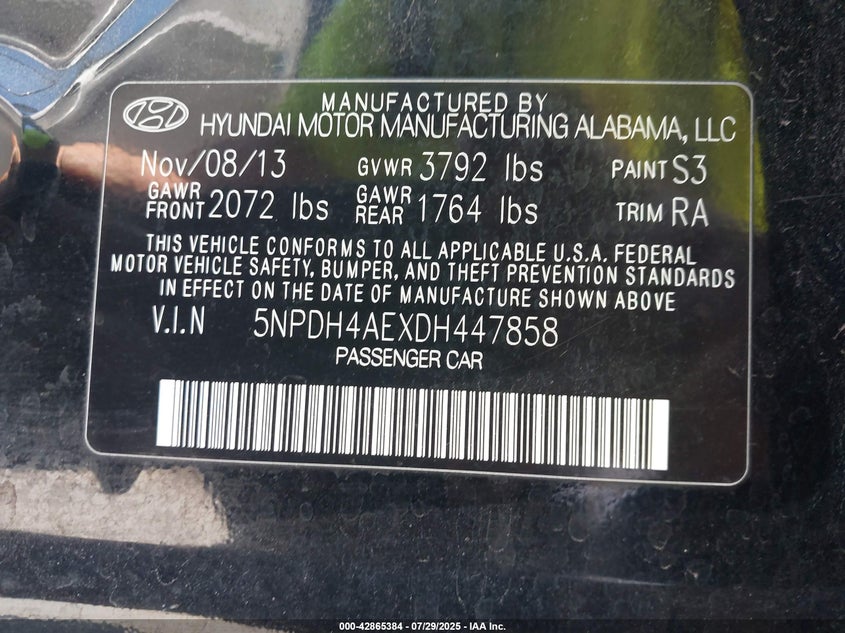 MANUFACTURED BY
HYUNDAI MOTOR MANUFACTURING ALABAMA, LLC
Nov/08/13 GVWR 3792 lbs PAINT S3
GAWR FRONT 2072 lbs GAWR REAR 1764 lbs TRIM RA
THIS VEHICLE CONFORMS TO ALL APPLICABLE U.S.A. FEDERAL
MOTOR VEHICLE SAFETY, BUMPER, AND THEFT PREVENTION STANDARDS
IN EFFECT ON THE DATE OF MANUFACTURE SHOWN ABOVE
V.I.N 5NPDH4AEXDH447858
PASSENGER CAR
000-42865384 | 07/29/2025 - IAA Inc.